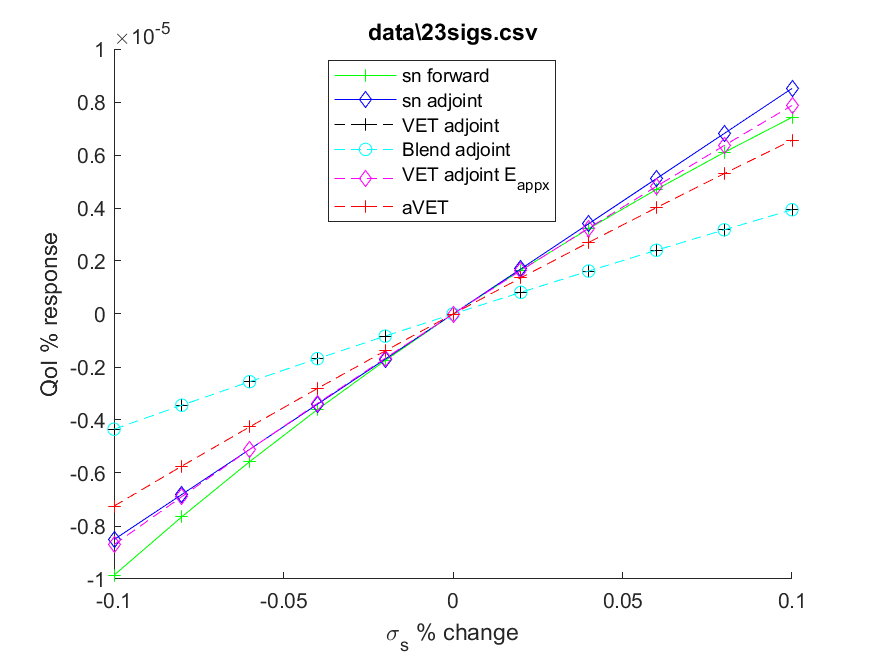 data\23sigs.csv
×10-5
sn forward
sn adjoint
VET adjoint
Blend adjoint
VET adjoint Eappx
aVET
QoI % response
1
0.8
0.6
0.4
0.2
0
-0.2
-0.4
-0.6
-0.8
-1
-0.1
-0.05
0
0.05
0.1
σs % change